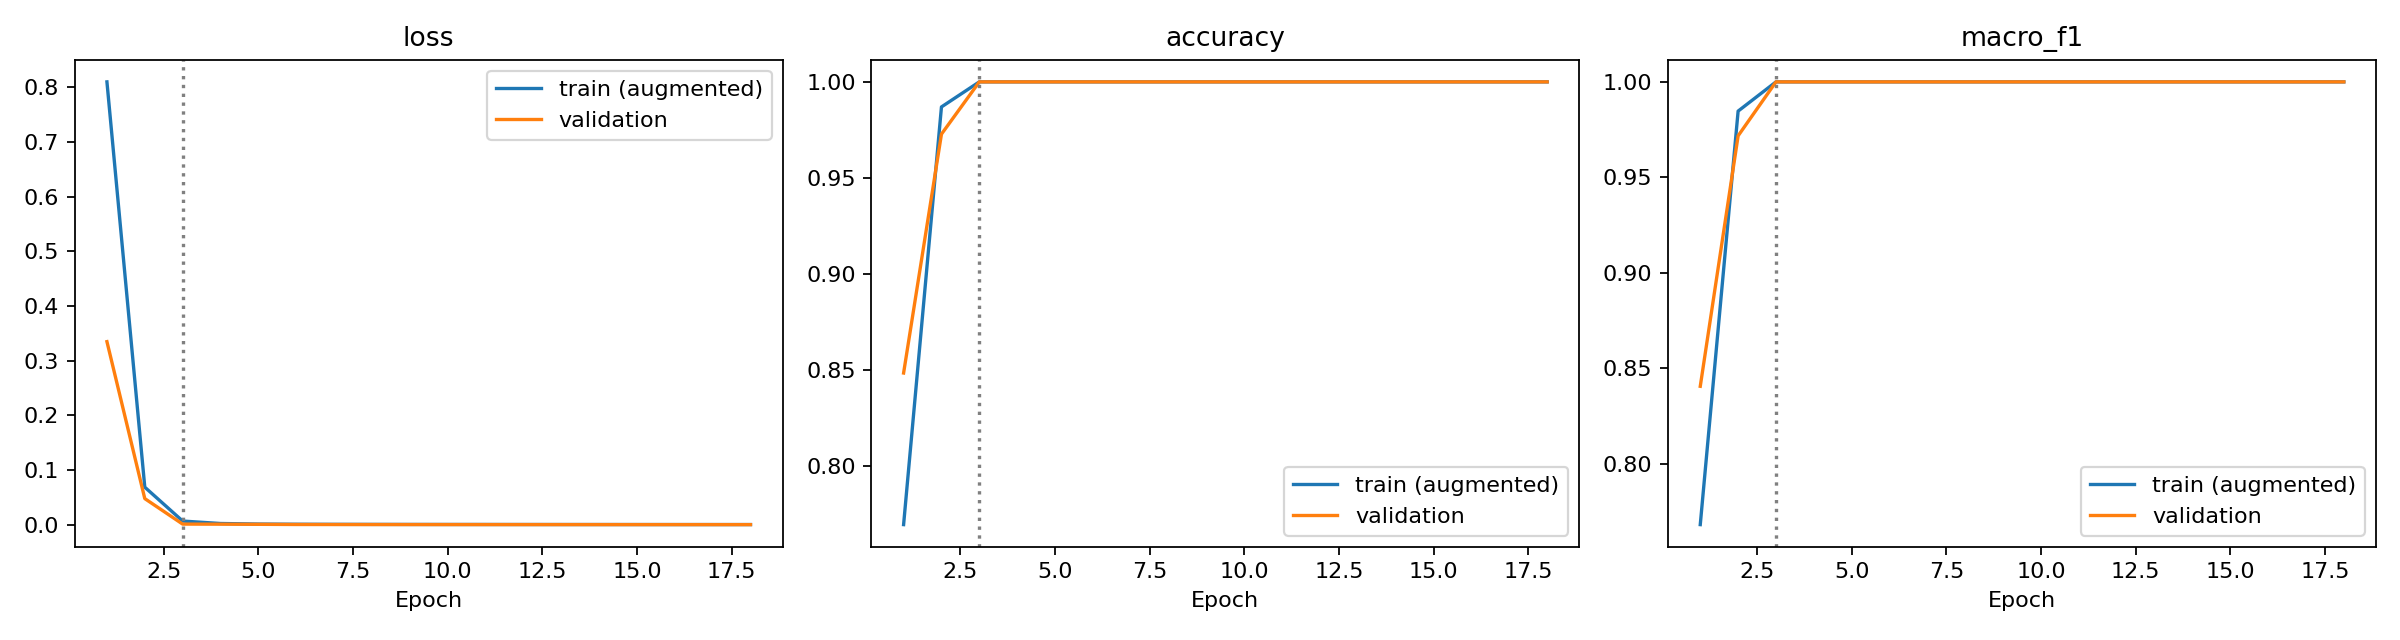 loss
0.8
0.7
0.6
0.5
0.4
0.3
0.2
0.1
0.0
train (augmented)
validation
2.5 5.0 7.5 10.0 12.5 15.0 17.5
Epoch
accuracy
1.00
0.95
0.90
0.85
0.80
train (augmented)
validation
2.5 5.0 7.5 10.0 12.5 15.0 17.5
Epoch
macro_f1
1.00
0.95
0.90
0.85
0.80
train (augmented)
validation
2.5 5.0 7.5 10.0 12.5 15.0 17.5
Epoch